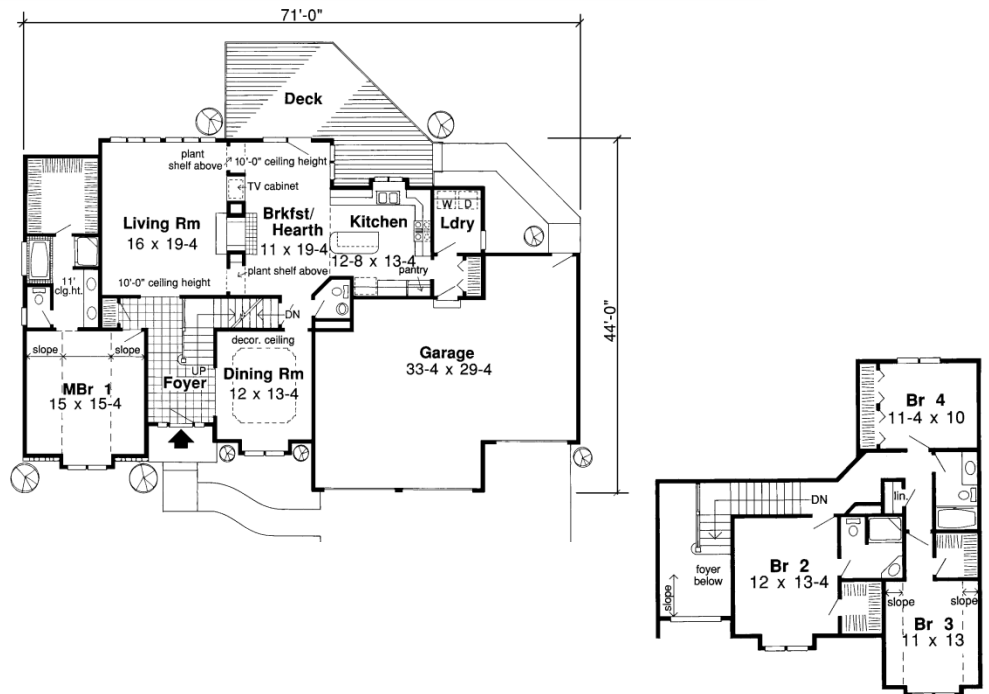 71'-0"
Deck
plant
shelf above
10'-0" ceiling height
TV cabinet
W D
Living Rm
16 x 19-4
Brkfst/
Hearth
11 x 19-4
Kitchen
12-8 x 13-4
Ldry
pantry
11'
clg.ht.
10'-0" ceiling height
plant shelf above
44'-0"
DN
decor. ceiling
slope
slope
UP
MBr 1
15 x 15-4
Foyer
Dining Rm
12 x 13-4
Garage
33-4 x 29-4
Br 4
11-4 x 10
DN
lin.
foyer
below
slope
Br 2
12 x 13-4
slope
slope
Br 3
11 x 13